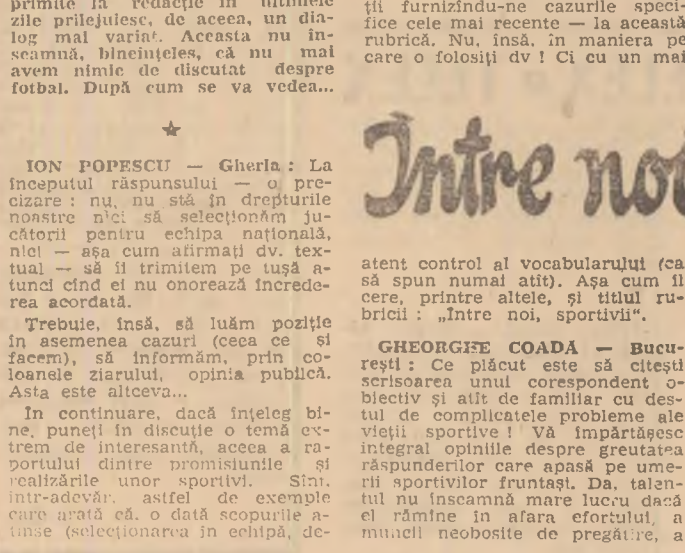 primite la redacție în ultimele
zile prilejuiesc, de aceea, un dia-
log mai variat. Aceasta nu în-
seamnă, bineînțeles, că nu mai
avem nimic de discutat despre
fotbal. După cum se va vedea...
ION POPESCU — Gherla : La
începutul răspunsului — o pre-
cizare : nu, nu stă în drepturile
noastre nici să selecționăm ju-
cătorii pentru echipa națională,
nici — așa cum afirmați dv. tex-
tual — să îi trimitem pe tușă a-
tunci cînd ei nu onorează încrede-
rea acordată.
Trebuie, însă, să luăm poziție
în asemenea cazuri (ceea ce și
facem), să informăm, prin co-
loanele ziarului, opinia publică.
Asta este altceva...
In continuare, dacă înțeleg bi-
ne, puneți în discuție o temă ex-
trem de interesantă, aceea a ra-
portului dintre promisiunile și
realizările unor sportivi. Sînt,
într-adevăr, astfel de exemple
care arată că, o dată scopurile a-
tinse (selecționarea în echipă, de-
ții furnizîndu-ne cazurile speci-
fice cele mai recente — la această
rubrică. Nu, însă, în maniera pe
care o folosiți dv ! Ci cu un mai
Intre noi
atent control al vocabularului (ca
să spun numai atît). Așa cum îl
cere, printre altele, și titlul ru-
bricii : „Intre noi, sportivii“.
GHEORGHE COADĂ — Bucu-
rești : Ce plăcut este să citești
scrisoarea unui corespondent o-
biectiv și atît de familiar cu des-
tul de complicatele probleme ale
vieții sportive ! Vă împărtășesc
integral opiniile despre greutatea
răspunderilor care apasă pe ume-
rii sportivilor fruntași. Da, talen-
tul nu înseamnă mare lucru dacă
el rămîne în afara efortului, a
muncii neobosite de pregătire, a